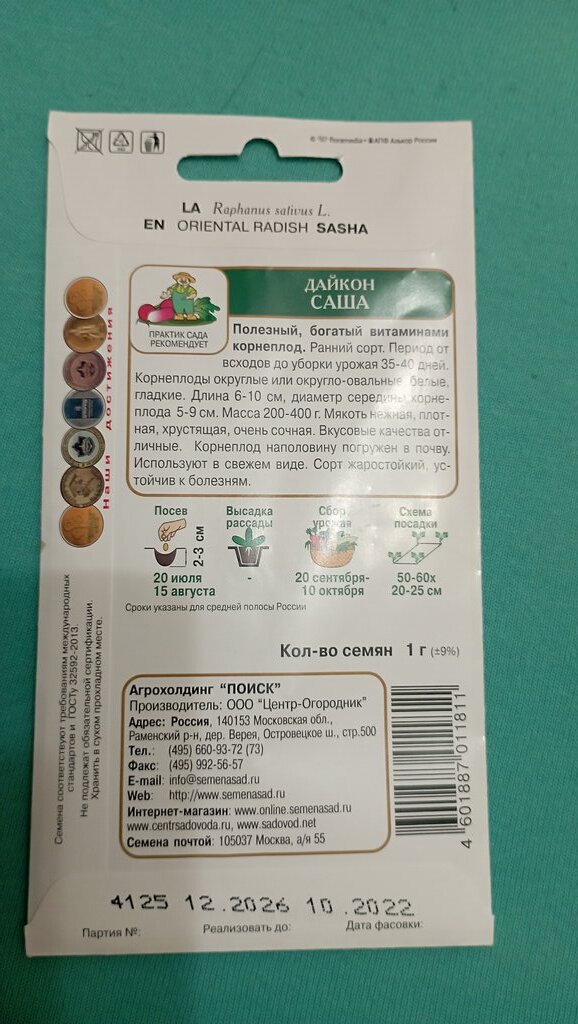 LA Raphanus sativus L.
EN ORIENTAL RADISH SASHA
ДАЙКОН
САША
ПРАКТИК САДА
РЕКОМЕНДУЕТ
Полезный, богатый витаминами
корнеплод. Ранний сорт. Период от
всходов до уборки урожая 35-40 дней.
Корнеплоды округлые или округло-овальные, белые,
гладкие. Длина 6-10 см, диаметр середины корне-
плода 5-9 см. Масса 200-400 г. Мякоть нежная, плот-
ная, хрустящая, очень сочная. Вкусовые качества от-
личные. Корнеплод наполовину погружен в почву.
Используют в свежем виде. Сорт жаростойкий, ус-
тойчив к болезням.
Наши достижения
Посев
2-3 см
20 июля
15 августа
Высадка
рассады
-
Сбор
урожая
20 сентября-
10 октября
Схема
посадки
50-60х
20-25 см
Сроки указаны для средней полосы России
Кол-во семян 1 г (±9%)
Семена соответствуют требованиям международных
стандартов и ГОСТу 32592-2013.
Не подлежат обязательной сертификации.
Хранить в сухом прохладном месте.
Агрохолдинг "ПОИСК"
Производитель: ООО "Центр-Огородник"
Адрес: Россия, 140153 Московская обл.,
Раменский р-н, дер. Верея, Островецкое ш., стр.500
Тел.: (495) 660-93-72 (73)
Факс: (495) 992-56-57
E-mail: info@semenasad.ru
Web: http://www.semenasad.ru
Интернет-магазин: www.online.semenasad.ru
www.centrsadovoda.ru, www.sadovod.net
Семена почтой: 105037 Москва, а/я 55
4 601887 011811
4125 12.2026 10.2022
Партия №: Реализовать до: Дата фасовки: